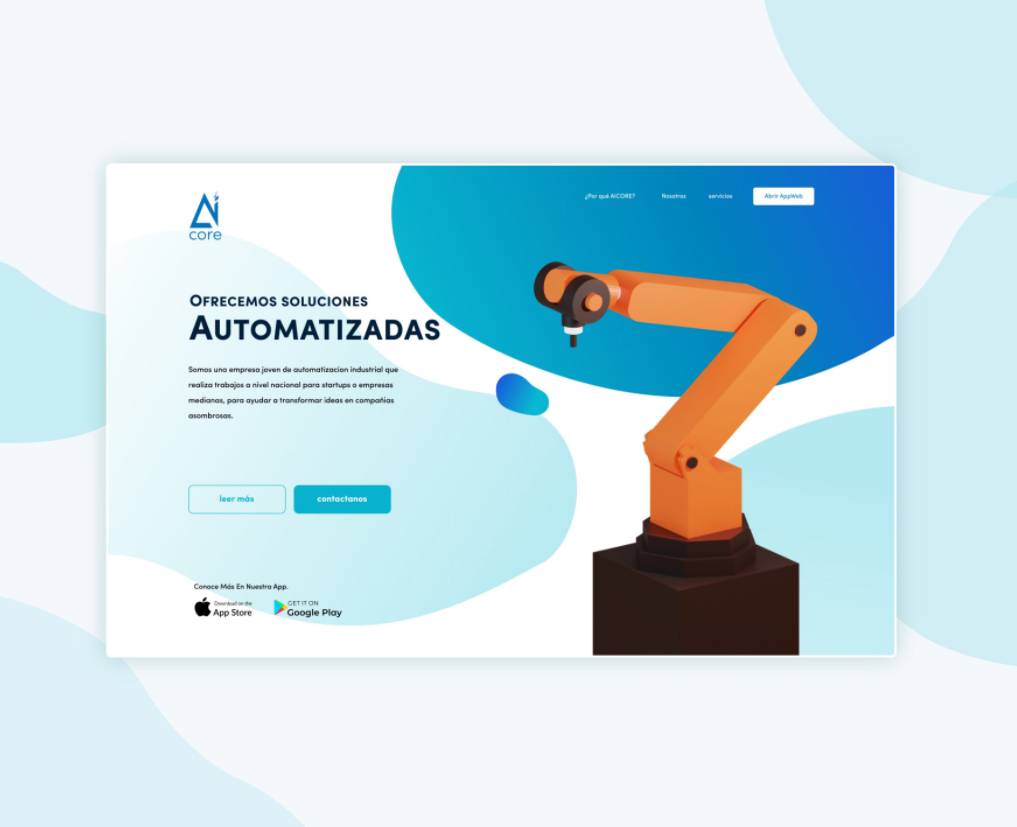 Ai
core
¿Por qué AICORE?
Nosotros
servicios
Abrir AppWeb
OFRECEMOS SOLUCIONES
AUTOMATIZADAS
Somos una empresa joven de automatizacion industrial que
realiza trabajos a nivel nacional para startups o empresas
medianas, para ayudar a transformar ideas en compañias
asombrosas.
leer más
contactanos
Conoce Más En Nuestra App.
Download on the
App Store
GET IT ON
Google Play